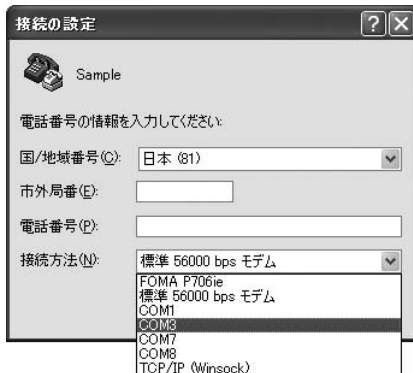 接続の設定
Sample
電話番号の情報を入力してください:
国/地域番号(C): 日本 (81)
市外局番(E):
電話番号(P):
接続方法(N): 標準 56000 bps モデム
FOMA P706ie
標準 56000 bps モデム
COM1
COM3
COM7
COM8
TCP/IP (Winsock)